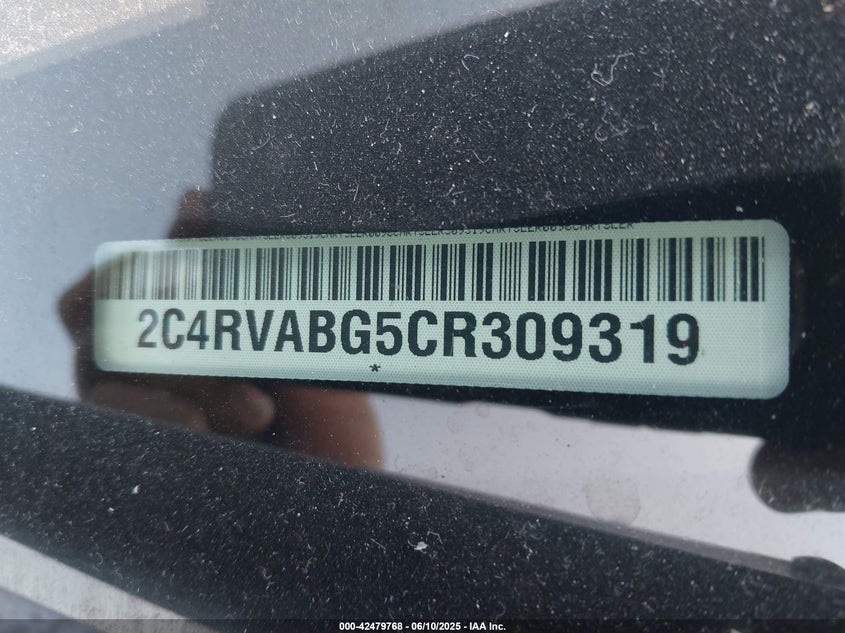 2C4RVABG5CR309319
*
000-42479768 - 06/10/2025 - IAA Inc.